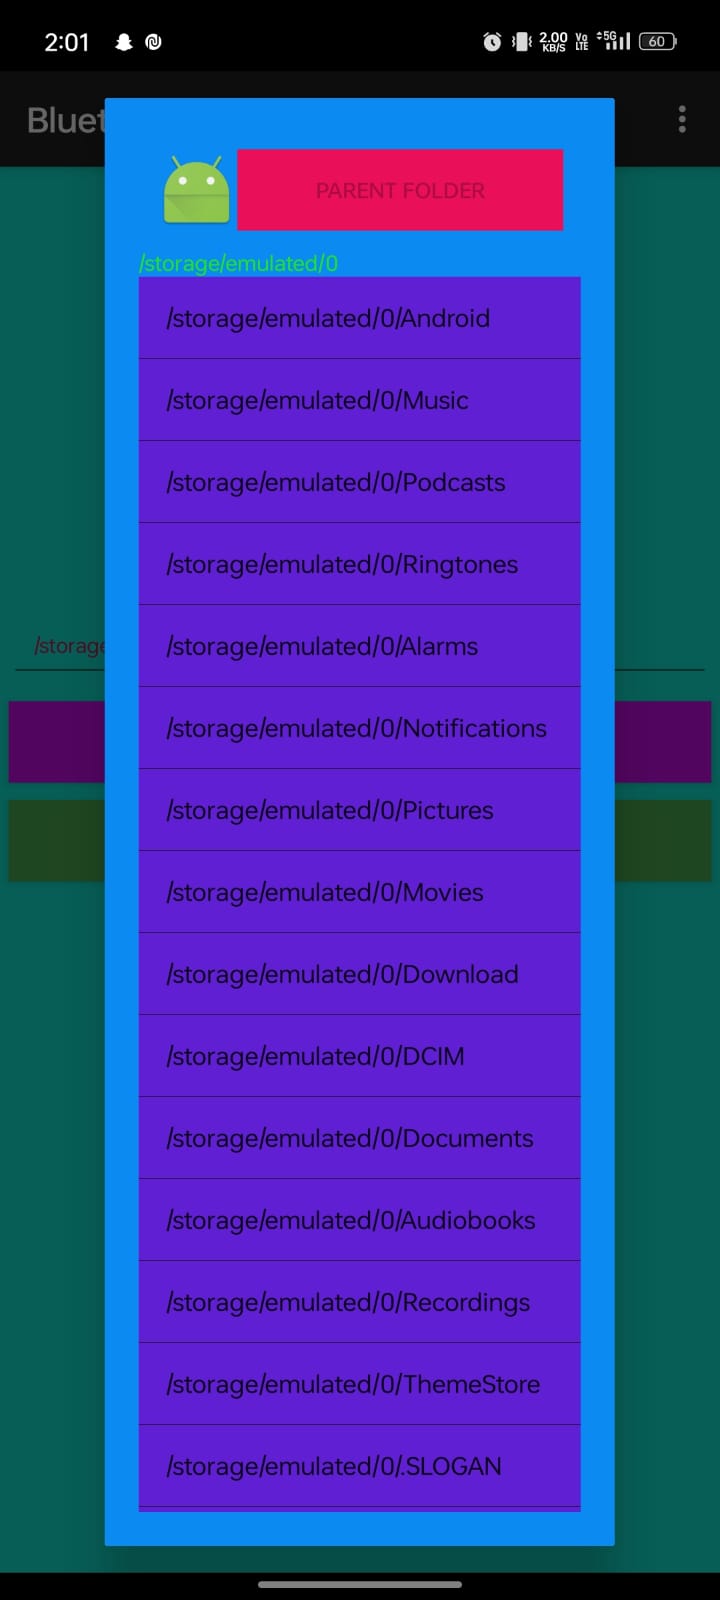 2:01
2.00
KB/S
Vo
LTE
5G
60
Bluet
PARENT FOLDER
/storage/emulated/0
/storage/emulated/0/Android
/storage/emulated/0/Music
/storage/emulated/0/Podcasts
/storage/emulated/0/Ringtones
/storage/emulated/0/Alarms
/storage
/storage/emulated/0/Notifications
/storage/emulated/0/Pictures
/storage/emulated/0/Movies
/storage/emulated/0/Download
/storage/emulated/0/DCIM
/storage/emulated/0/Documents
/storage/emulated/0/Audiobooks
/storage/emulated/0/Recordings
/storage/emulated/0/ThemeStore
/storage/emulated/0/.SLOGAN